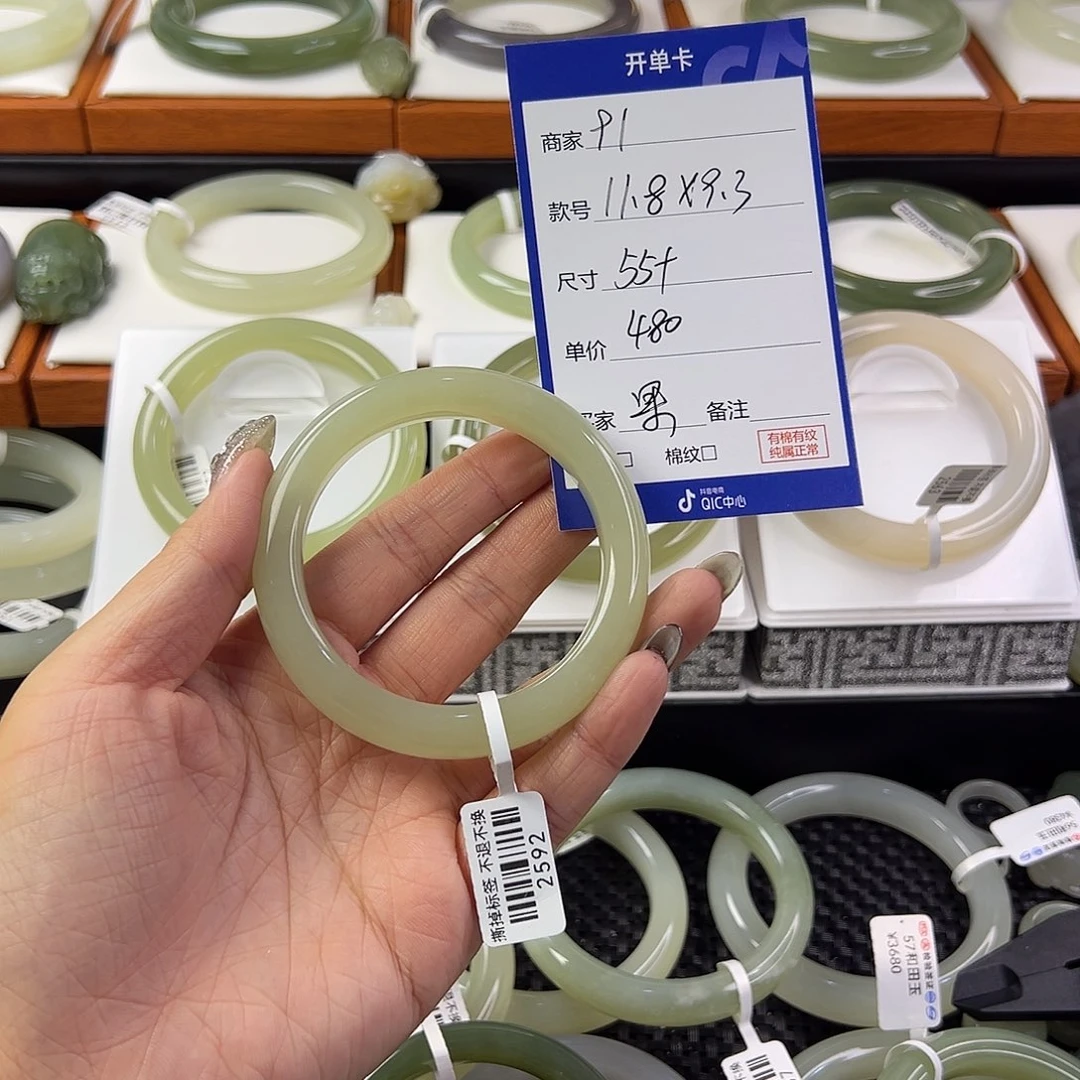 开单卡
商家 91
款号 11.8X9.3
尺寸 55+
单价 480
家 果 备注
棉纹□
有棉有纹
纯属正常
抖音电商
QIC中心
撕掉标签 不退不换
2592
57和田玉
¥3680